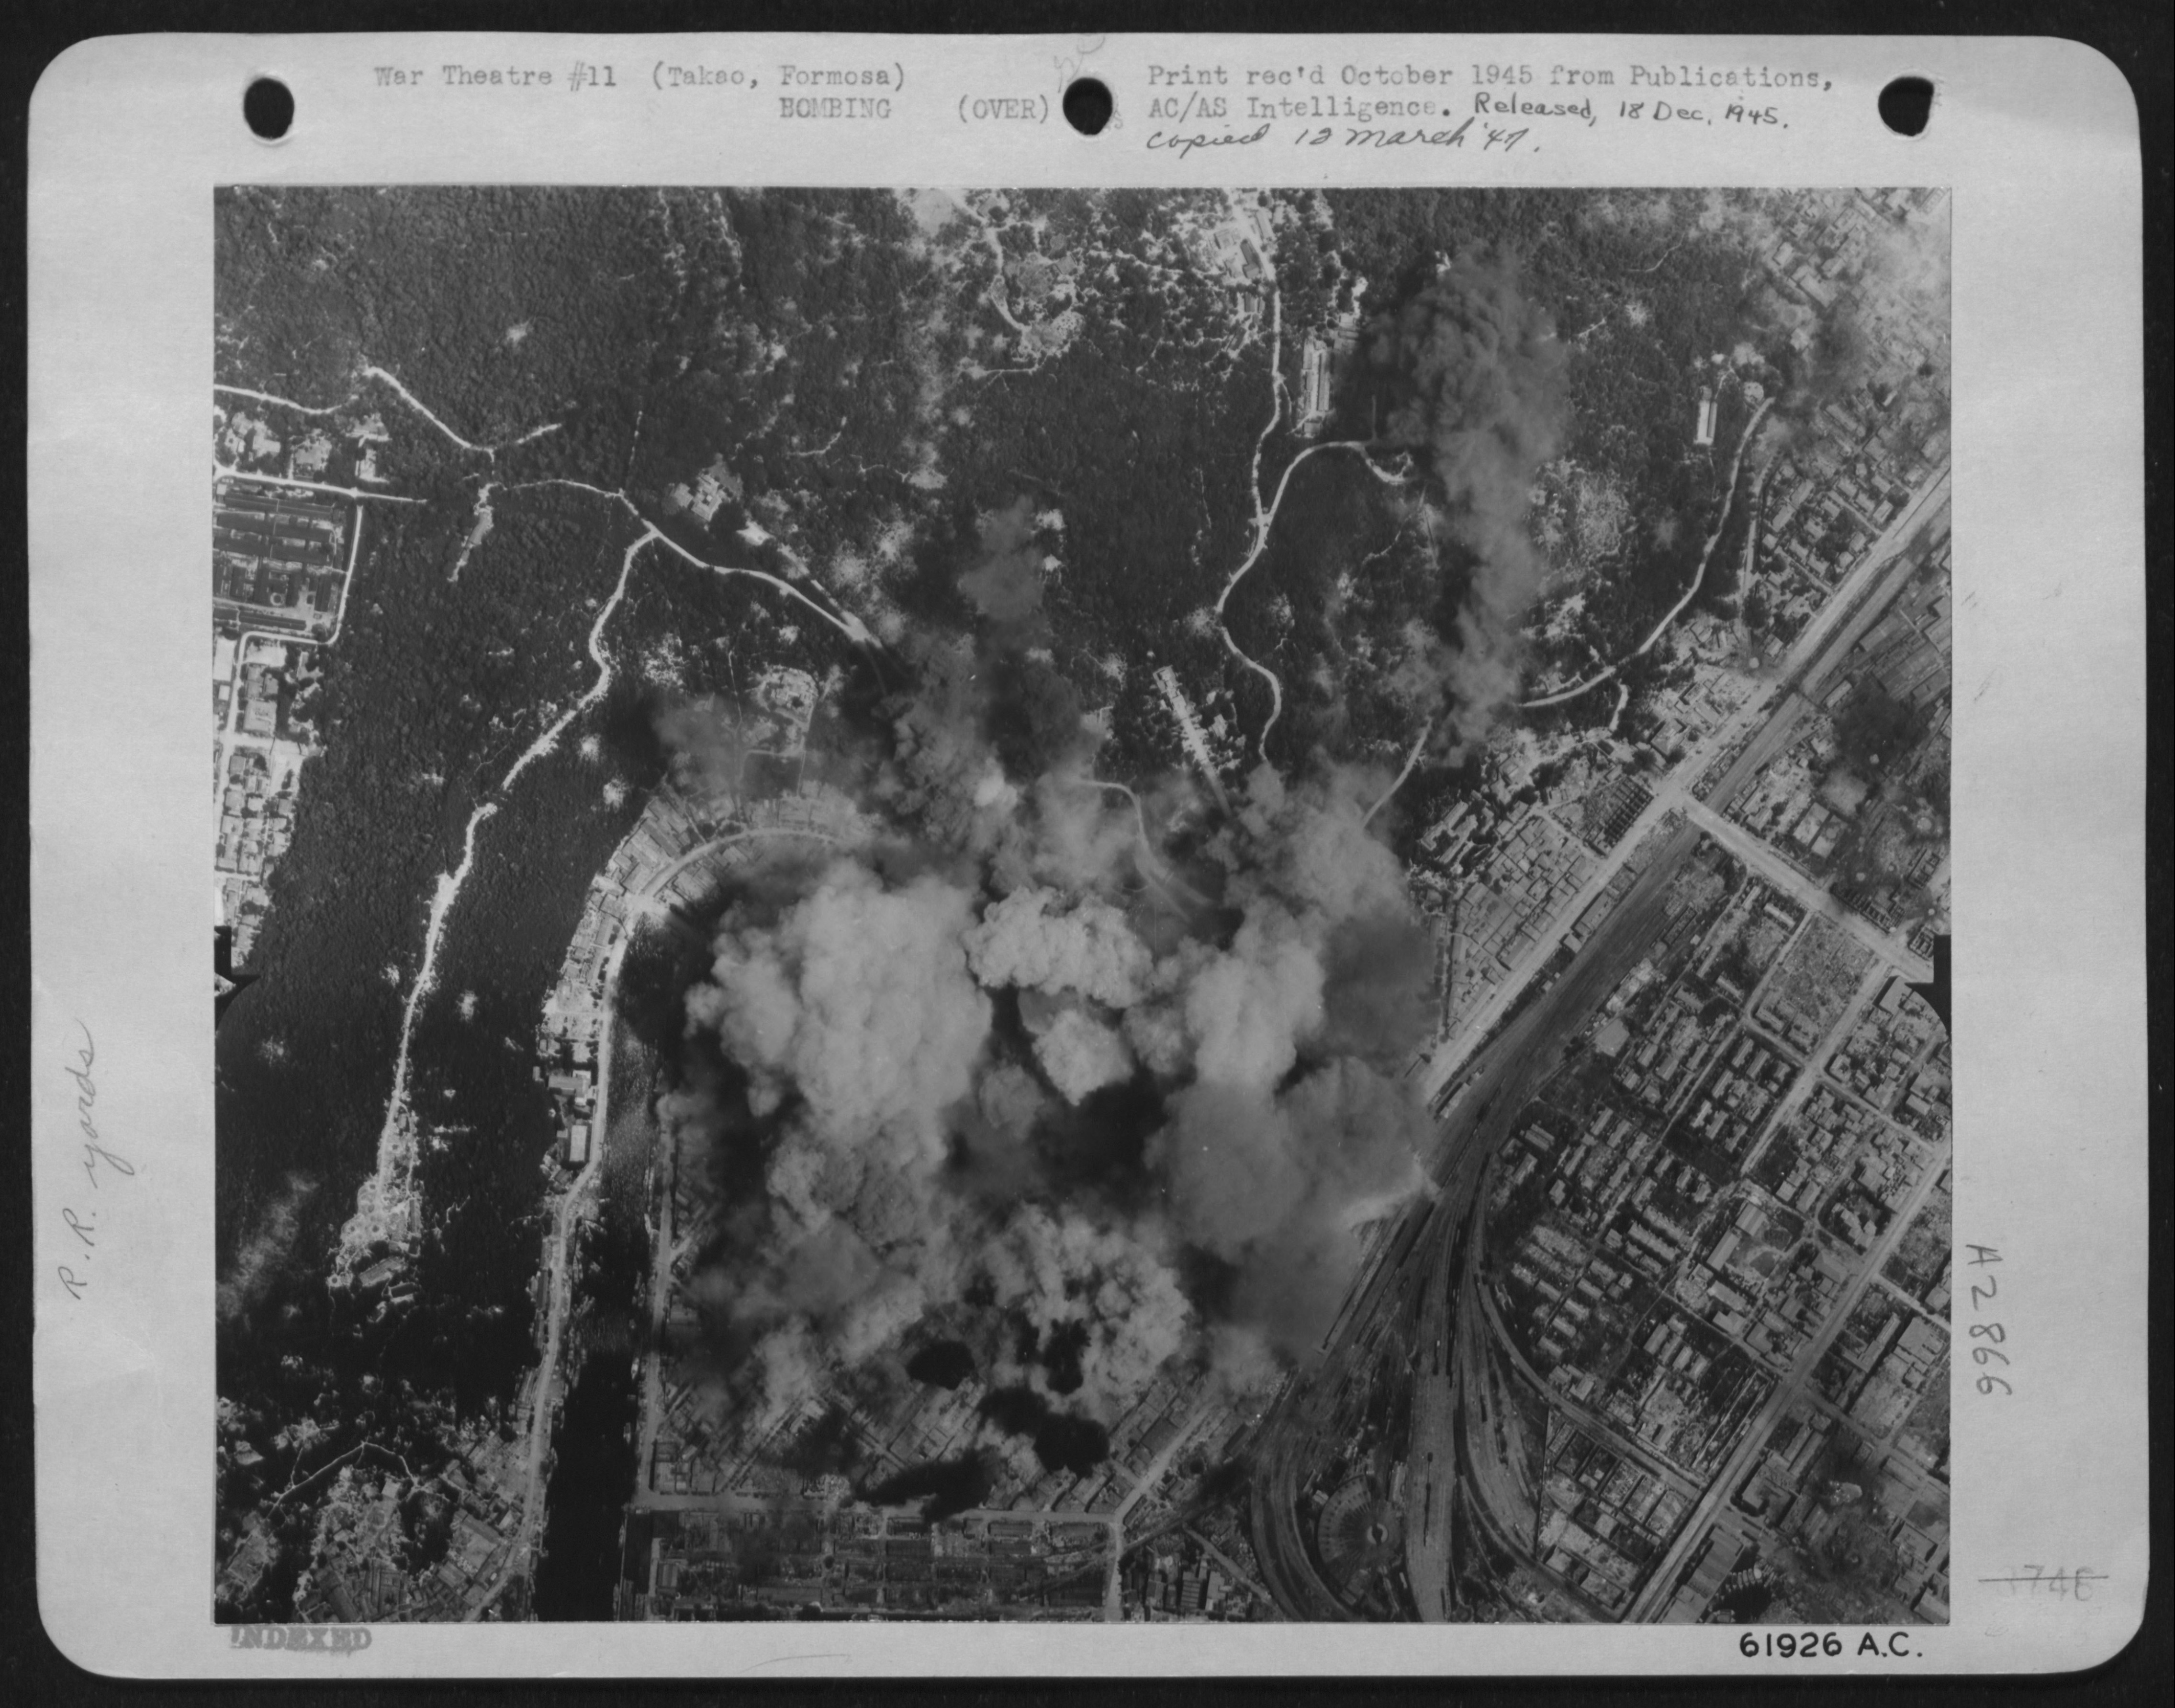 War Theatre #11 (Takao, Formosa)
BOMBING (OVER)
Print rec'd October 1945 from Publications,
AC/AS Intelligence. Released, 18 Dec. 1945.
copied 12 March '47.
R.R. yards
A2866
INDEXED
61926 A.C.